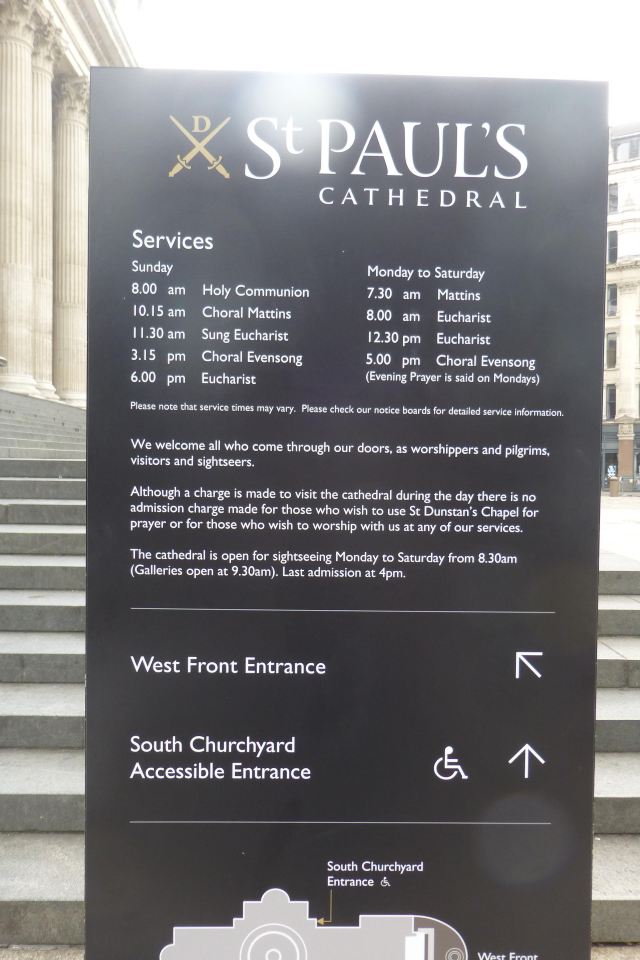 D
St PAUL'S
CATHEDRAL
Services
Sunday
8.00 am Holy Communion
10.15 am Choral Mattins
11.30 am Sung Eucharist
3.15 pm Choral Evensong
6.00 pm Eucharist
Monday to Saturday
7.30 am Mattins
8.00 am Eucharist
12.30 pm Eucharist
5.00 pm Choral Evensong
(Evening Prayer is said on Mondays)
Please note that service times may vary. Please check our notice boards for detailed service information.
We welcome all who come through our doors, as worshippers and pilgrims,
visitors and sightseers.
Although a charge is made to visit the cathedral during the day there is no
admission charge made for those who wish to use St Dunstan's Chapel for
prayer or for those who wish to worship with us at any of our services.
The cathedral is open for sightseeing Monday to Saturday from 8.30am
(Galleries open at 9.30am). Last admission at 4pm.
West Front Entrance
South Churchyard
Accessible Entrance
South Churchyard
Entrance
West Front